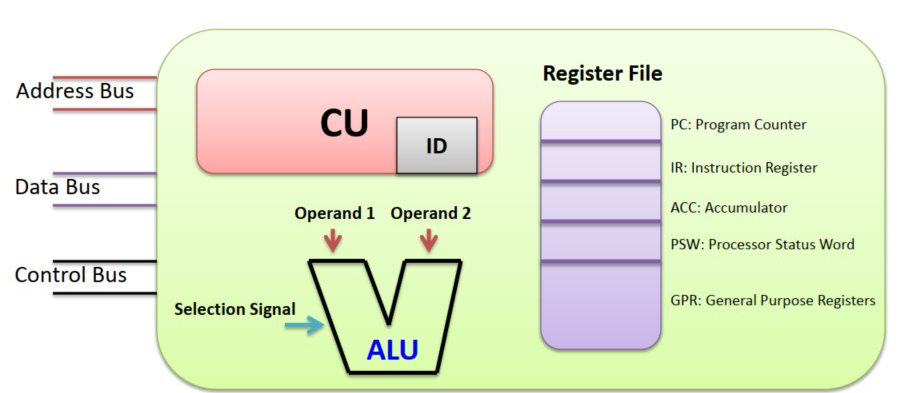 Address Bus
Data Bus
Control Bus
CU
ID
Operand 1 Operand 2
Selection Signal
ALU
Register File
PC: Program Counter
IR: Instruction Register
ACC: Accumulator
PSW: Processor Status Word
GPR: General Purpose Registers